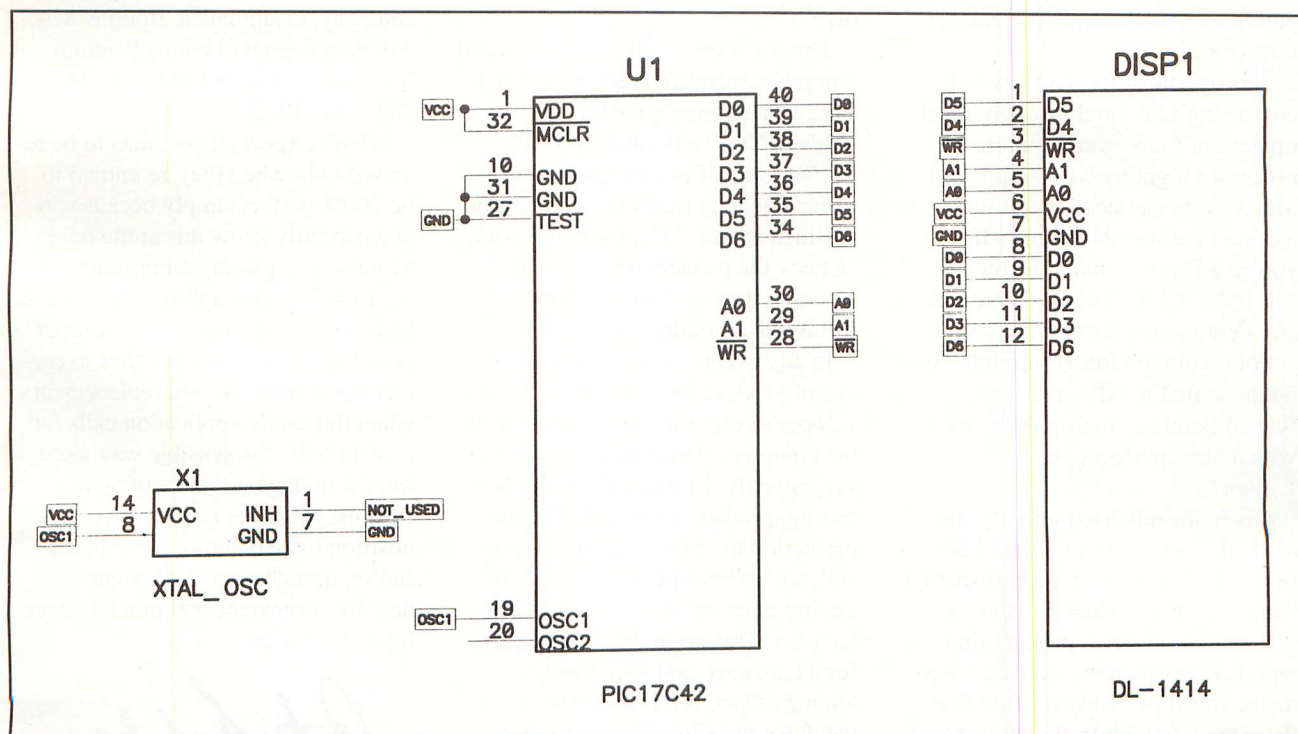 U1
VCC 1 VDD
32 MCLR
10 GND
31 GND
GND 27 TEST
D0 40 D0
D1 39 D1
D2 38 D2
D3 37 D3
D4 36 D4
D5 35 D5
D6 34 D6
A0 30 A0
A1 29 A1
WR 28 WR
OSC1 19 OSC1
20 OSC2
PIC17C42
DISP1
D5 1 D5
D4 2 D4
WR 3 WR
A1 4 A1
A0 5 A0
VCC 6 VCC
GND 7 GND
D0 8 D0
D1 9 D1
D2 10 D2
D3 11 D3
D6 12 D6
DL-1414
X1
VCC 14 VCC
OSC1 8
INH 1 NOT_USED
GND 7 GND
XTAL_OSC